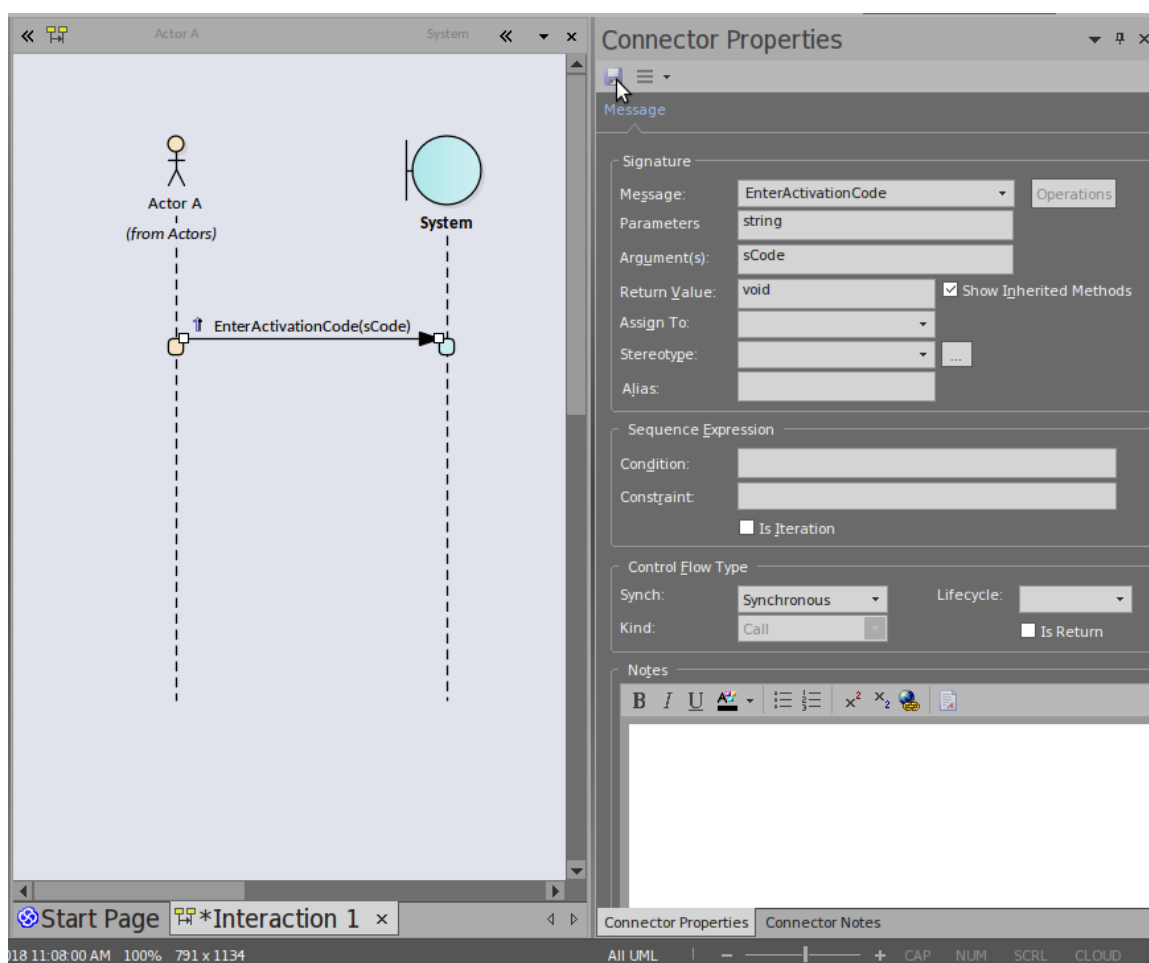 Actor A System
Actor A
(from Actors)
System
EnterActivationCode(sCode)
Start Page *Interaction 1
018 11:08:00 AM 100% 791 x 1134
Connector Properties
Message
Signature
Message: EnterActivationCode Operations
Parameters string
Argument(s): sCode
Return Value: void Show Inherited Methods
Assign To:
Stereotype: ...
Alias:
Sequence Expression
Condition:
Constraint:
Is Iteration
Control Flow Type
Synch: Synchronous Lifecycle:
Kind: Call Is Return
Notes
B I U A x² x₂
Connector Properties Connector Notes
All UML CAP NUM SCRL CLOUD